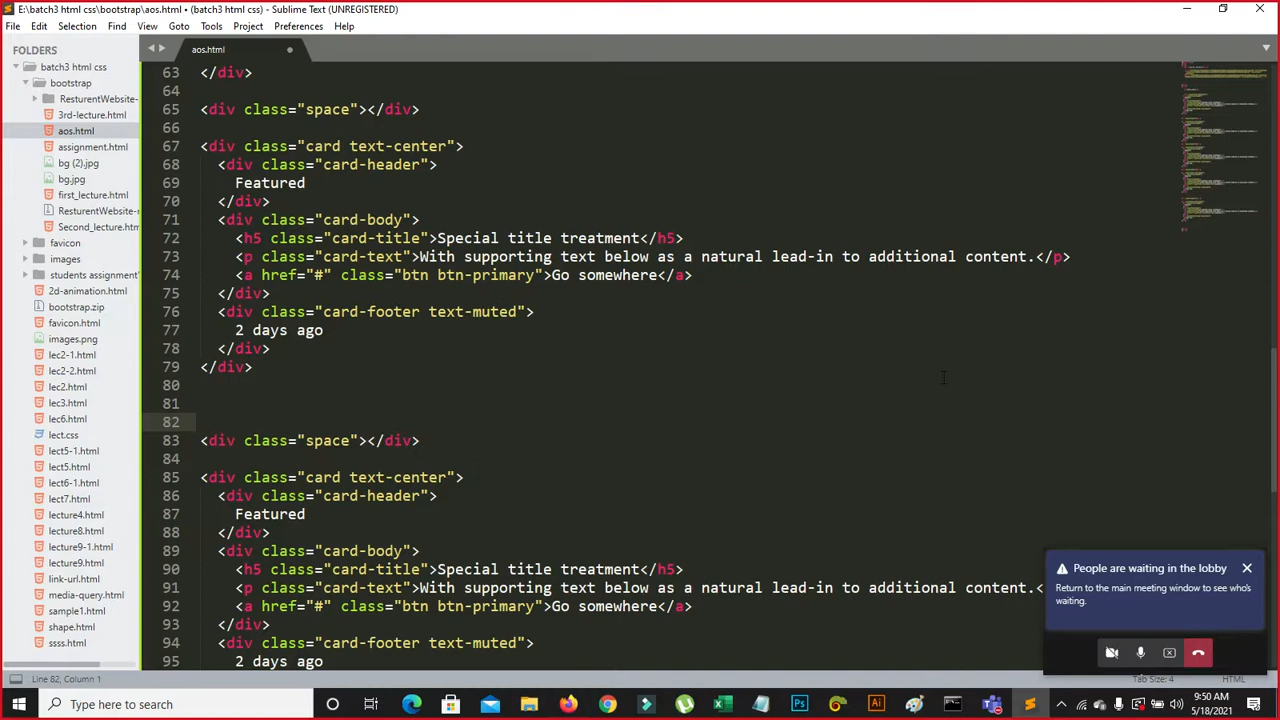 E:\batch3 html css\bootstrap\aos.html • (batch3 html css) - Sublime Text (UNREGISTERED)
File Edit Selection Find View Goto Tools Project Preferences Help
FOLDERS
batch3 html css
bootstrap
ResturentWebsite-
3rd-lecture.html
aos.html
assignment.html
bg (2).jpg
bg.jpg
first_lecture.html
ResturentWebsite-r
Second_lecture.htm
favicon
images
students assignment
2d-animation.html
bootstrap.zip
favicon.html
images.png
lec2-1.html
lec2-2.html
lec2.html
lec3.html
lec6.html
lect.css
lect5-1.html
lect5.html
lect6-1.html
lect7.html
lecture4.html
lecture8.html
lecture9-1.html
lecture9.html
link-url.html
media-query.html
sample1.html
shape.html
ssss.html
aos.html
63 </div>
64
65 <div class="space"></div>
66
67 <div class="card text-center">
68 <div class="card-header">
69 Featured
70 </div>
71 <div class="card-body">
72 <h5 class="card-title">Special title treatment</h5>
73 <p class="card-text">With supporting text below as a natural lead-in to additional content.</p>
74 <a href="#" class="btn btn-primary">Go somewhere</a>
75 </div>
76 <div class="card-footer text-muted">
77 2 days ago
78 </div>
79 </div>
80
81
82
83 <div class="space"></div>
84
85 <div class="card text-center">
86 <div class="card-header">
87 Featured
88 </div>
89 <div class="card-body">
90 <h5 class="card-title">Special title treatment</h5>
91 <p class="card-text">With supporting text below as a natural lead-in to additional content.<
92 <a href="#" class="btn btn-primary">Go somewhere</a>
93 </div>
94 <div class="card-footer text-muted">
95 2 days ago
People are waiting in the lobby
Return to the main meeting window to see who's
waiting.
Line 82, Column 1
Tab Size: 4
HTML
Type here to search
9:50 AM
5/18/2021